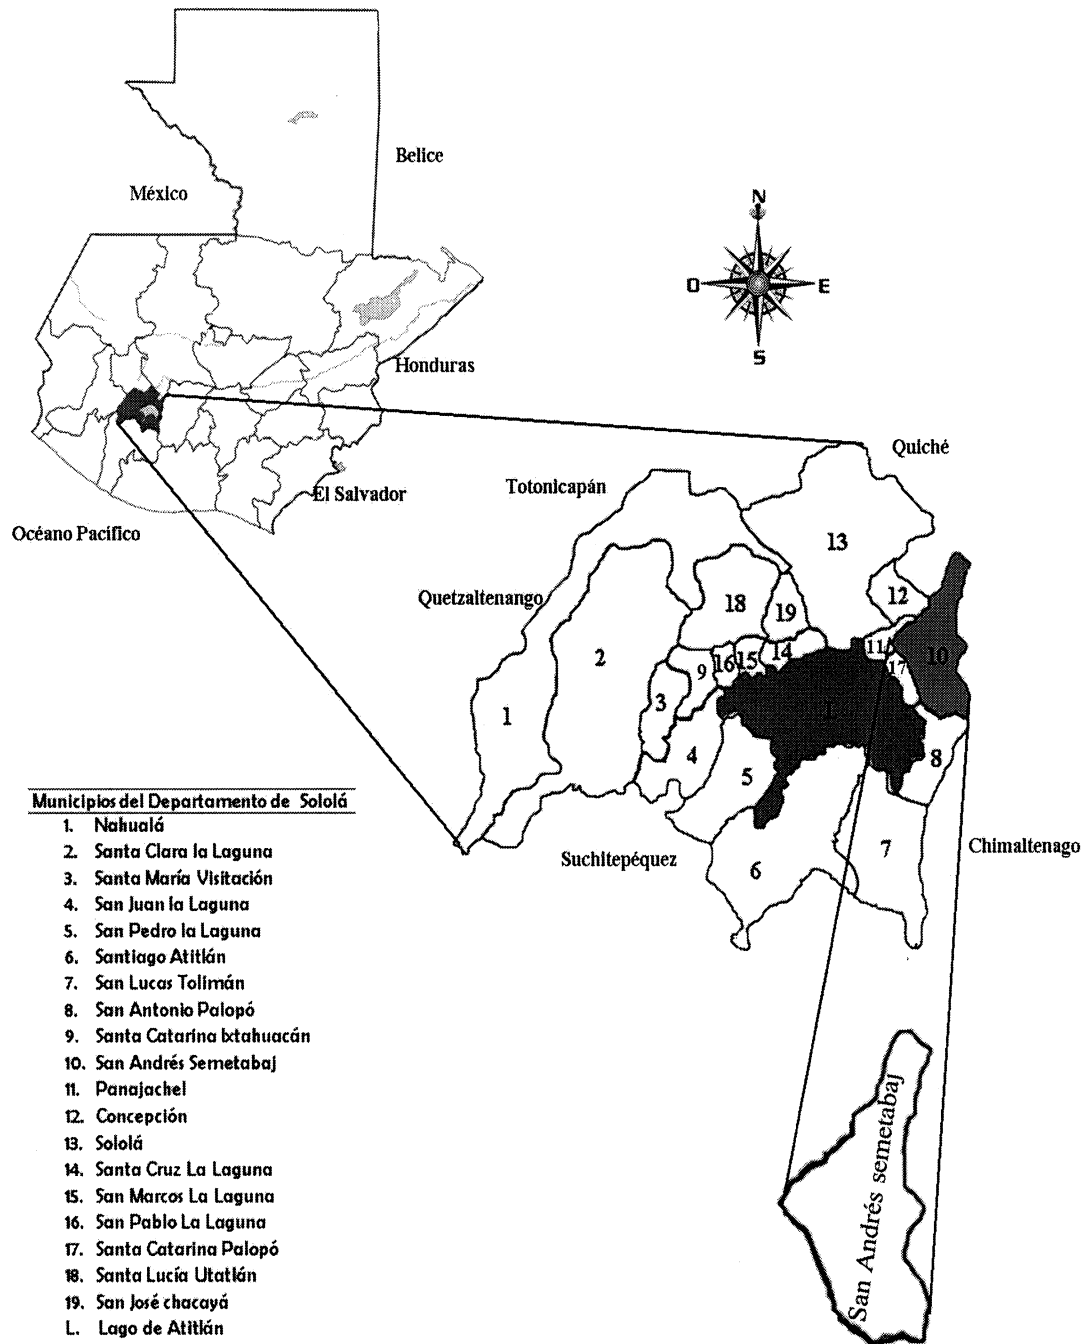 Belice
México
N
O
E
S
Honduras
Quiché
Totonicapán
El Salvador
Océano Pacífico
13
Quetzaltenango
12
18
19
2
11
14
10
16
15
9
17
3
L
1
4
8
5
Suchitepéquez
7
Chimaltenago
6
Municipios del Departamento de Sololá
1. Nahualá
2. Santa Clara la Laguna
3. Santa María Visitación
4. San Juan la Laguna
5. San Pedro la Laguna
6. Santiago Atitlán
7. San Lucas Tolimán
8. San Antonio Palopó
9. Santa Catarina Ixtahuacán
10. San Andrés Semetabaj
11. Panajachel
12. Concepción
13. Sololá
14. Santa Cruz La Laguna
15. San Marcos La Laguna
16. San Pablo La Laguna
17. Santa Catarina Palopó
18. Santa Lucía Utatlán
19. San José chacayá
L. Lago de Atitlán
San Andrés semetabaj